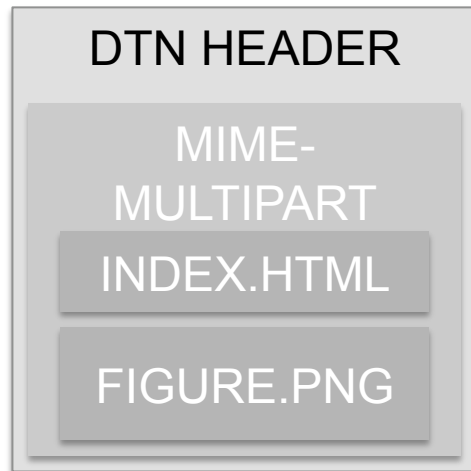 DTN HEADER
MIME-
MULTIPART
INDEX.HTML
FIGURE.PNG